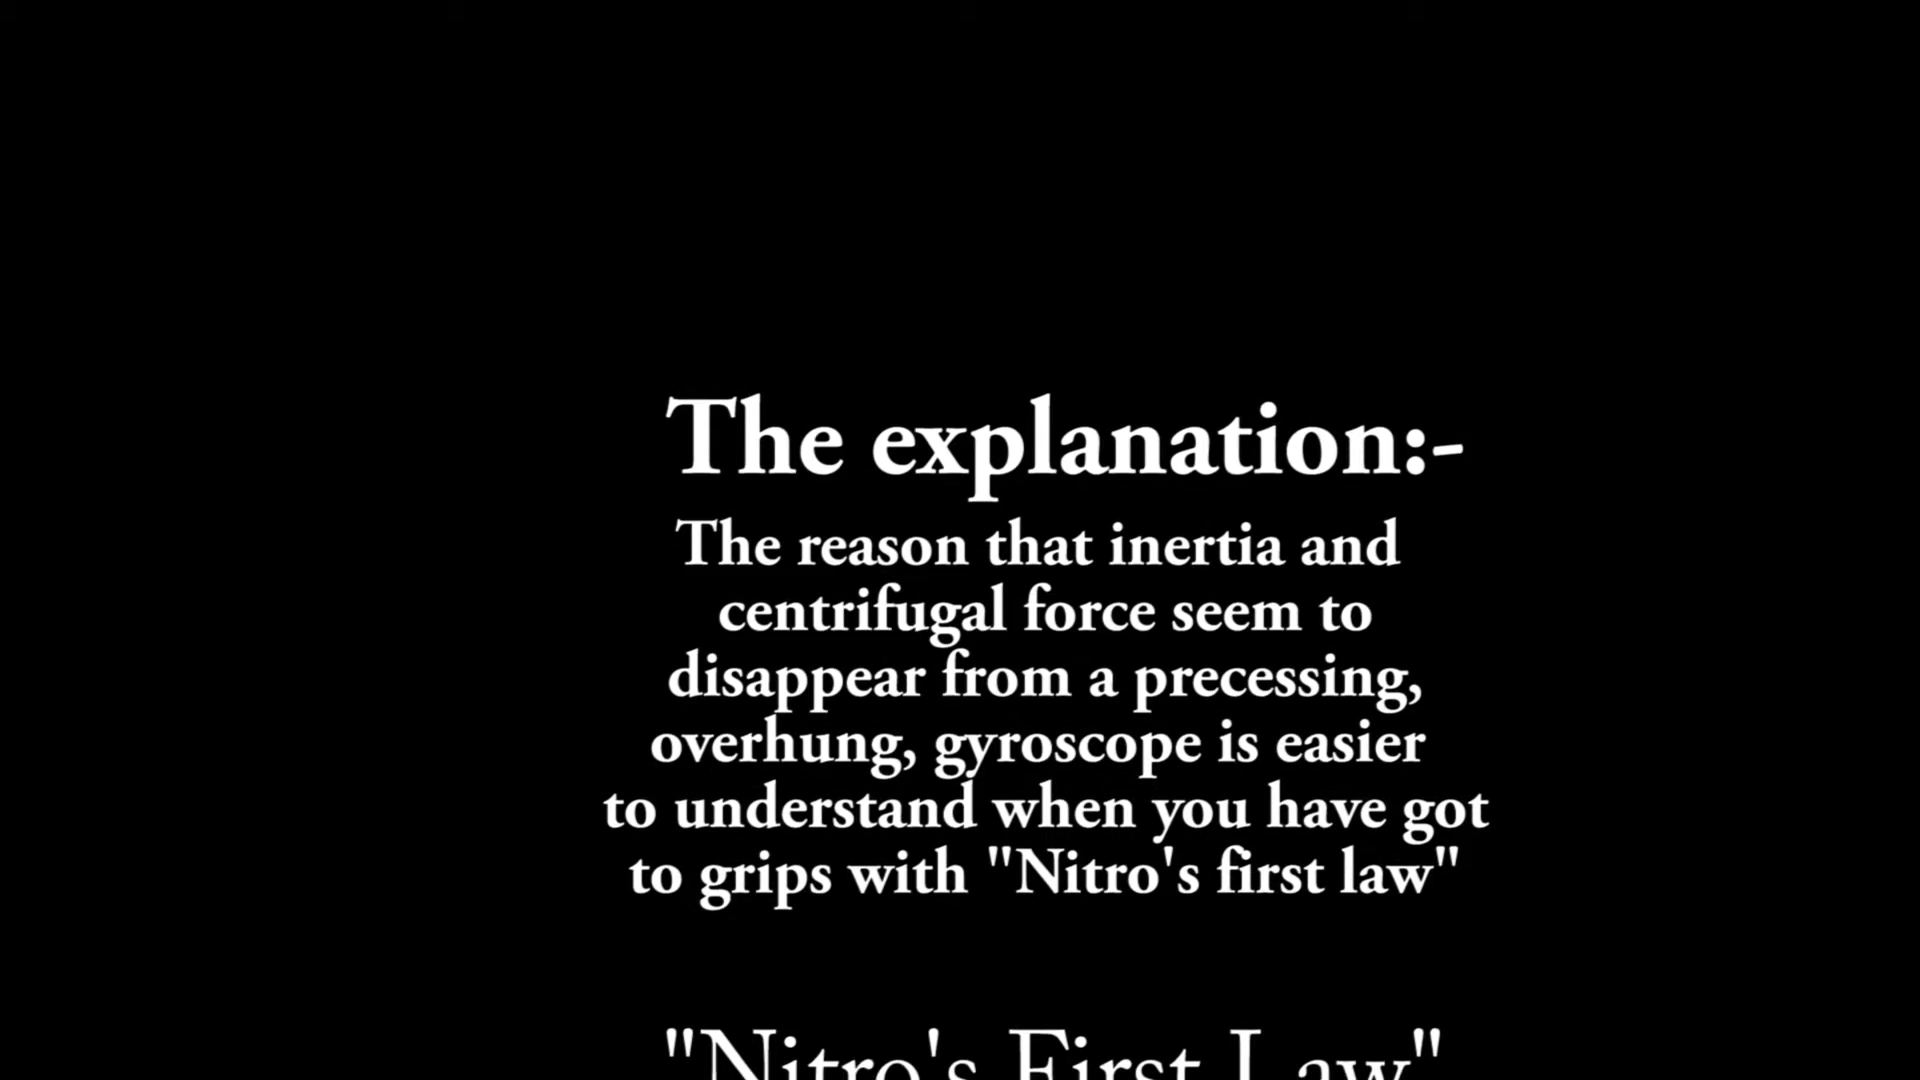 The explanation:-
The reason that inertia and
centrifugal force seem to
disappear from a precessing,
overhung, gyroscope is easier
to understand when you have got
to grips with "Nitro's first law"
"Nitro's First Law"